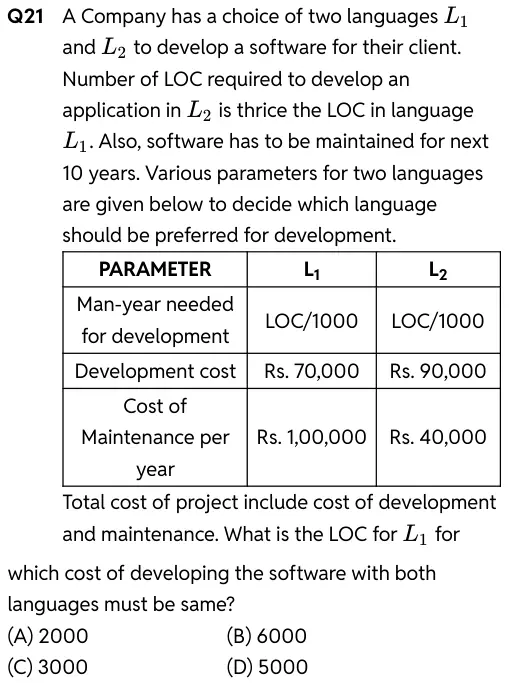 Q21 A Company has a choice of two languages L₁
and L₂ to develop a software for their client.
Number of LOC required to develop an
application in L₂ is thrice the LOC in language
L₁. Also, software has to be maintained for next
10 years. Various parameters for two languages
are given below to decide which language
should be preferred for development.
PARAMETER L₁ L₂
Man-year needed
for development LOC/1000 LOC/1000
Development cost Rs. 70,000 Rs. 90,000
Cost of
Maintenance per Rs. 1,00,000 Rs. 40,000
year
Total cost of project include cost of development
and maintenance. What is the LOC for L₁ for
which cost of developing the software with both
languages must be same?
(A) 2000 (B) 6000
(C) 3000 (D) 5000